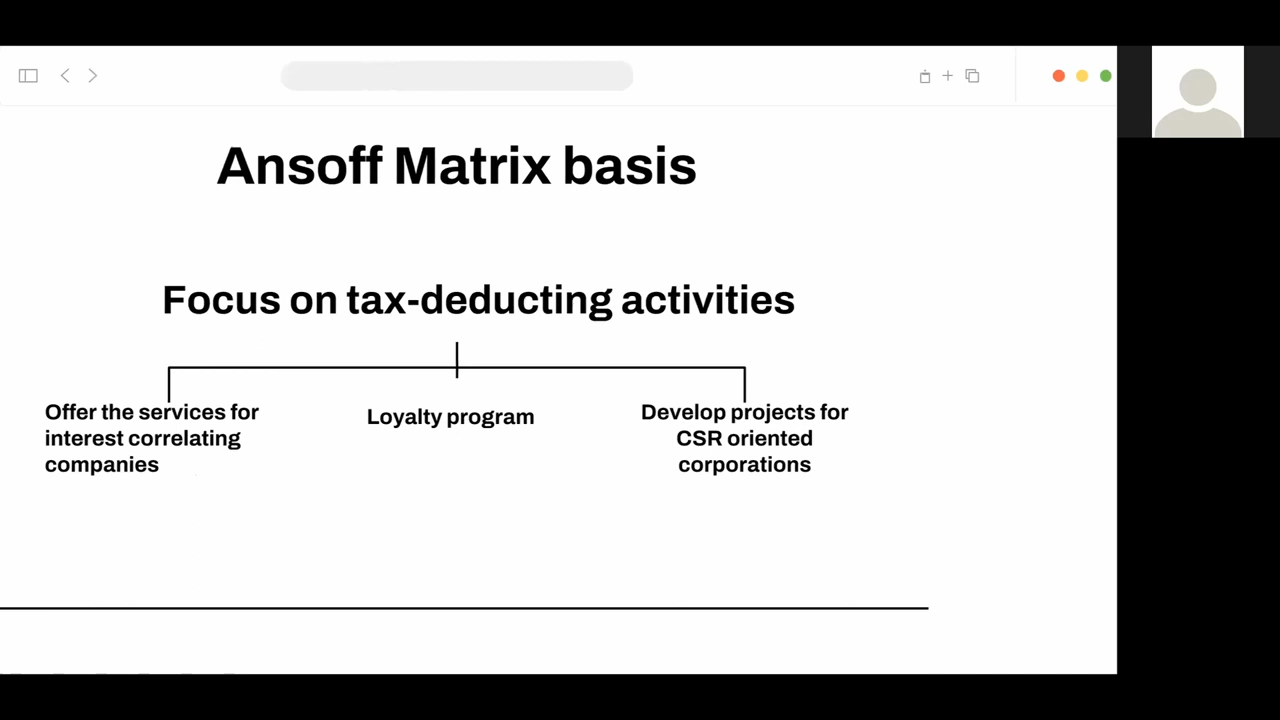 Ansoff Matrix basis
Focus on tax-deducting activities
Offer the services for
interest correlating
companies
Loyalty program
Develop projects for
CSR oriented
corporations